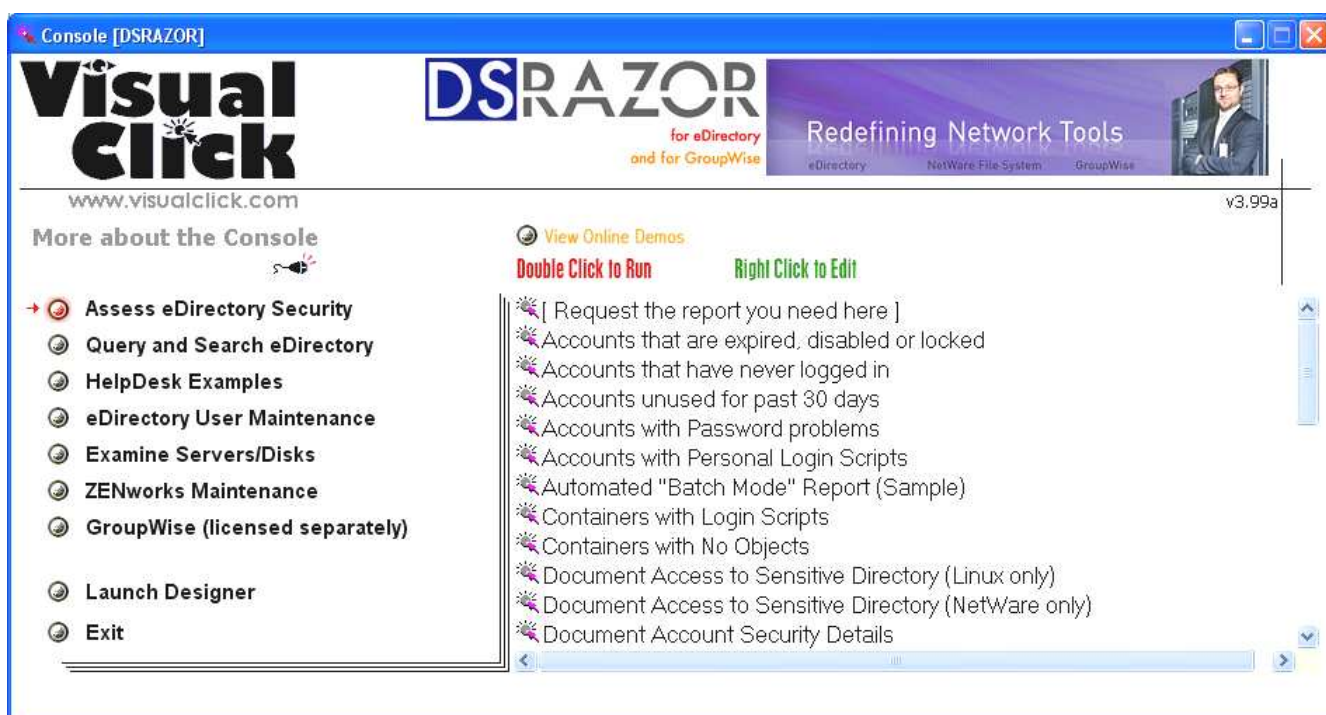 Console [DSRAZOR]
Visual
Click
www.visualclick.com
DSRAZOR
for eDirectory
and for GroupWise
Redefining Network Tools
eDirectory NetWare File System GroupWise
v3.99a
More about the Console
View Online Demos
Double Click to Run Right Click to Edit
Assess eDirectory Security
Query and Search eDirectory
HelpDesk Examples
eDirectory User Maintenance
Examine Servers/Disks
ZENworks Maintenance
GroupWise (licensed separately)
Launch Designer
Exit
[ Request the report you need here ]
Accounts that are expired, disabled or locked
Accounts that have never logged in
Accounts unused for past 30 days
Accounts with Password problems
Accounts with Personal Login Scripts
Automated "Batch Mode" Report (Sample)
Containers with Login Scripts
Containers with No Objects
Document Access to Sensitive Directory (Linux only)
Document Access to Sensitive Directory (NetWare only)
Document Account Security Details